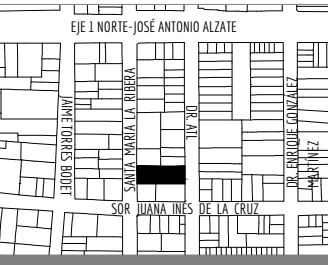 EJE 1 NORTE-JOSÉ ANTONIO ALZATE
JAIME TORRES BODET
SANTA MARÍA LA RIBERA
DR. ATL
DR. ENRIQUE GONZÁLEZ
MARTÍNEZ
SOR JUANA INÉS DE LA CRUZ